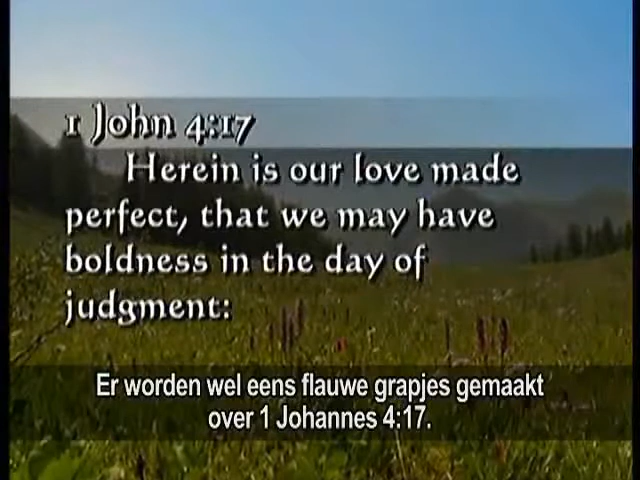 1 John 4:17
Herein is our love made
perfect, that we may have
boldness in the day of
judgment:
Er worden wel eens flauwe grapjes gemaakt
over 1 Johannes 4:17.